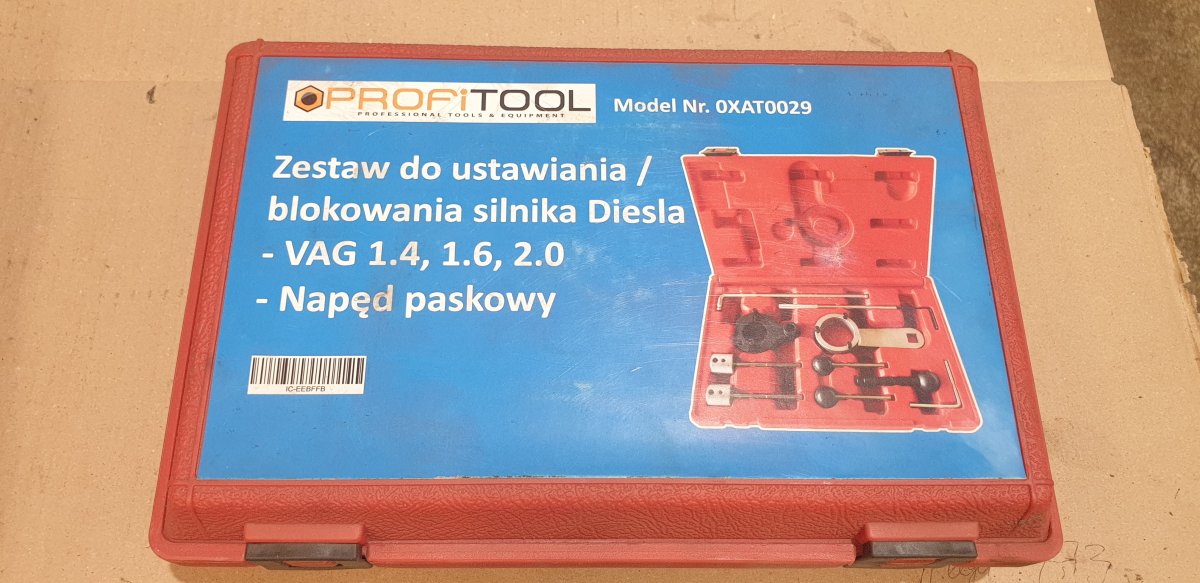 PROFiTOOL
PROFESSIONAL TOOLS & EQUIPMENT
Model Nr. 0XAT0029
Zestaw do ustawiania /
blokowania silnika Diesla
- VAG 1.4, 1.6, 2.0
- Napęd paskowy
IC-EEBFFB